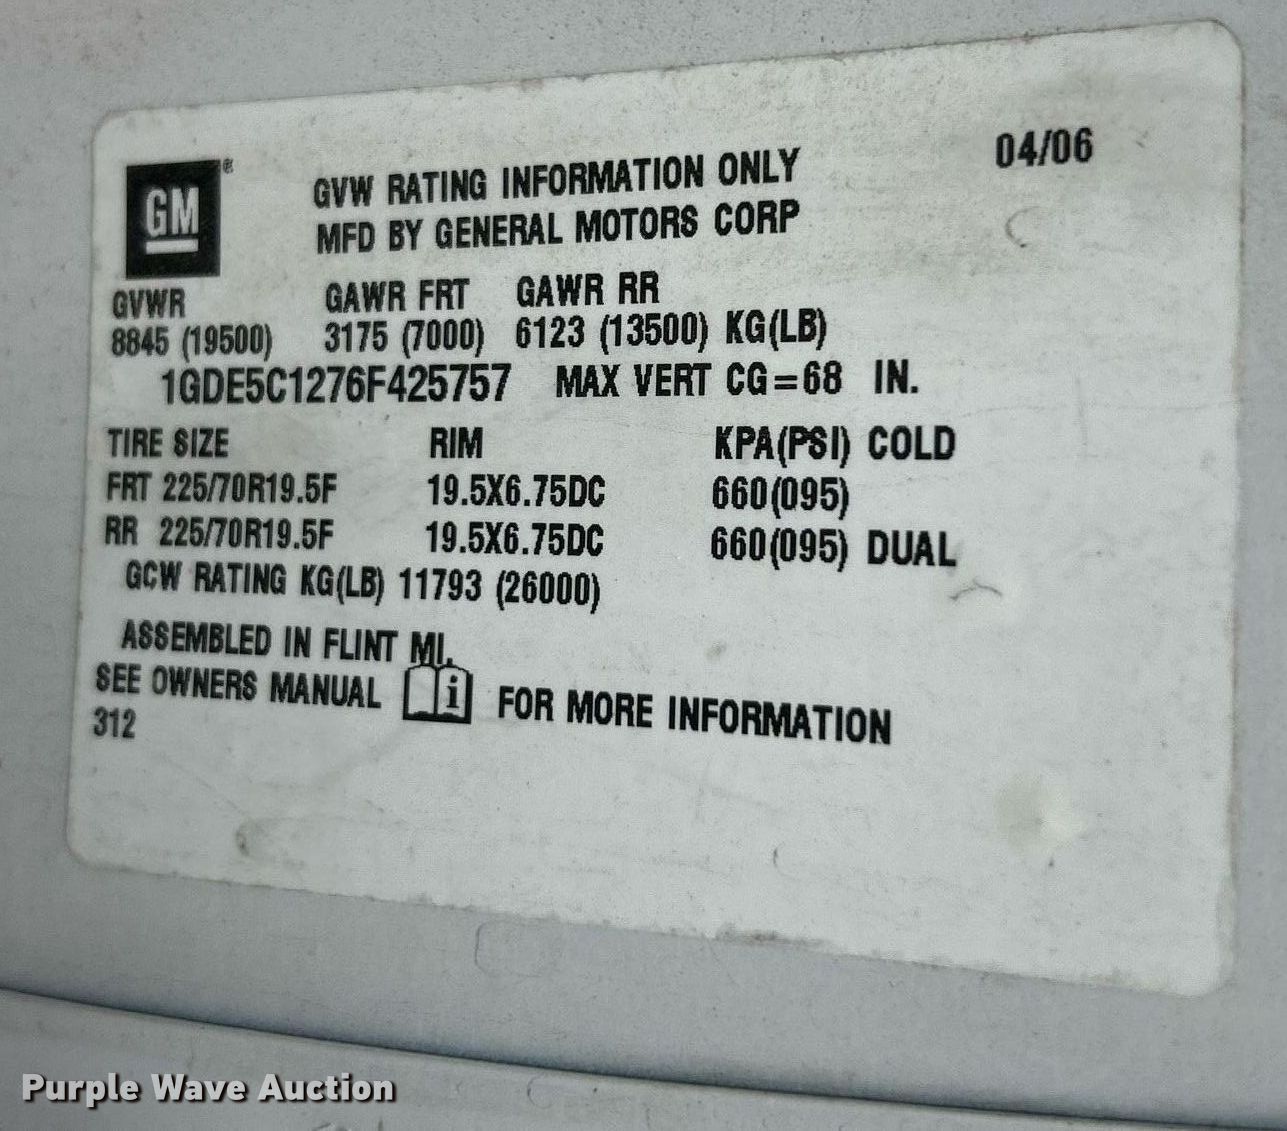 GM®
GVW RATING INFORMATION ONLY 04/06
MFD BY GENERAL MOTORS CORP
GVWR GAWR FRT GAWR RR
8845 (19500) 3175 (7000) 6123 (13500) KG(LB)
1GDE5C1276F425757 MAX VERT CG=68 IN.
TIRE SIZE RIM KPA(PSI) COLD
FRT 225/70R19.5F 19.5X6.75DC 660(095)
RR 225/70R19.5F 19.5X6.75DC 660(095) DUAL
GCW RATING KG(LB) 11793 (26000)
ASSEMBLED IN FLINT MI.
SEE OWNERS MANUAL i FOR MORE INFORMATION
312
Purple Wave Auction